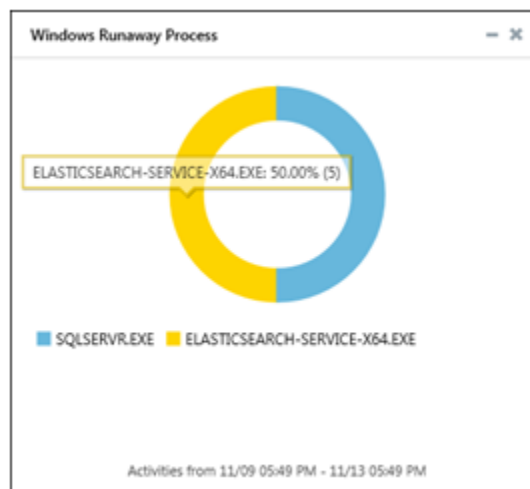 Windows Runaway Process
ELASTICSEARCH-SERVICE-X64.EXE: 50.00% (5)
SQLSERVR.EXE ELASTICSEARCH-SERVICE-X64.EXE
Activities from 11/09 05:49 PM - 11/13 05:49 PM